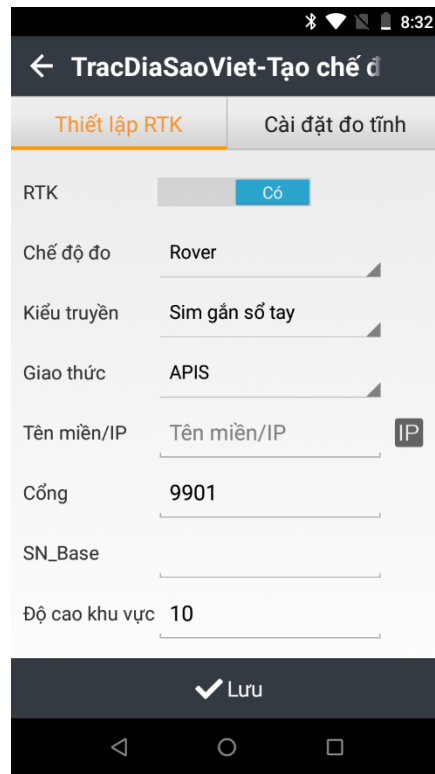 8:32
TracDiaSaoViet-Tạo chế đ
Thiết lập RTK Cài đặt đo tĩnh
RTK Có
Chế độ đo Rover
Kiểu truyền Sim gắn sổ tay
Giao thức APIS
Tên miền/IP Tên miền/IP IP
Cổng 9901
SN_Base
Độ cao khu vực 10
Lưu